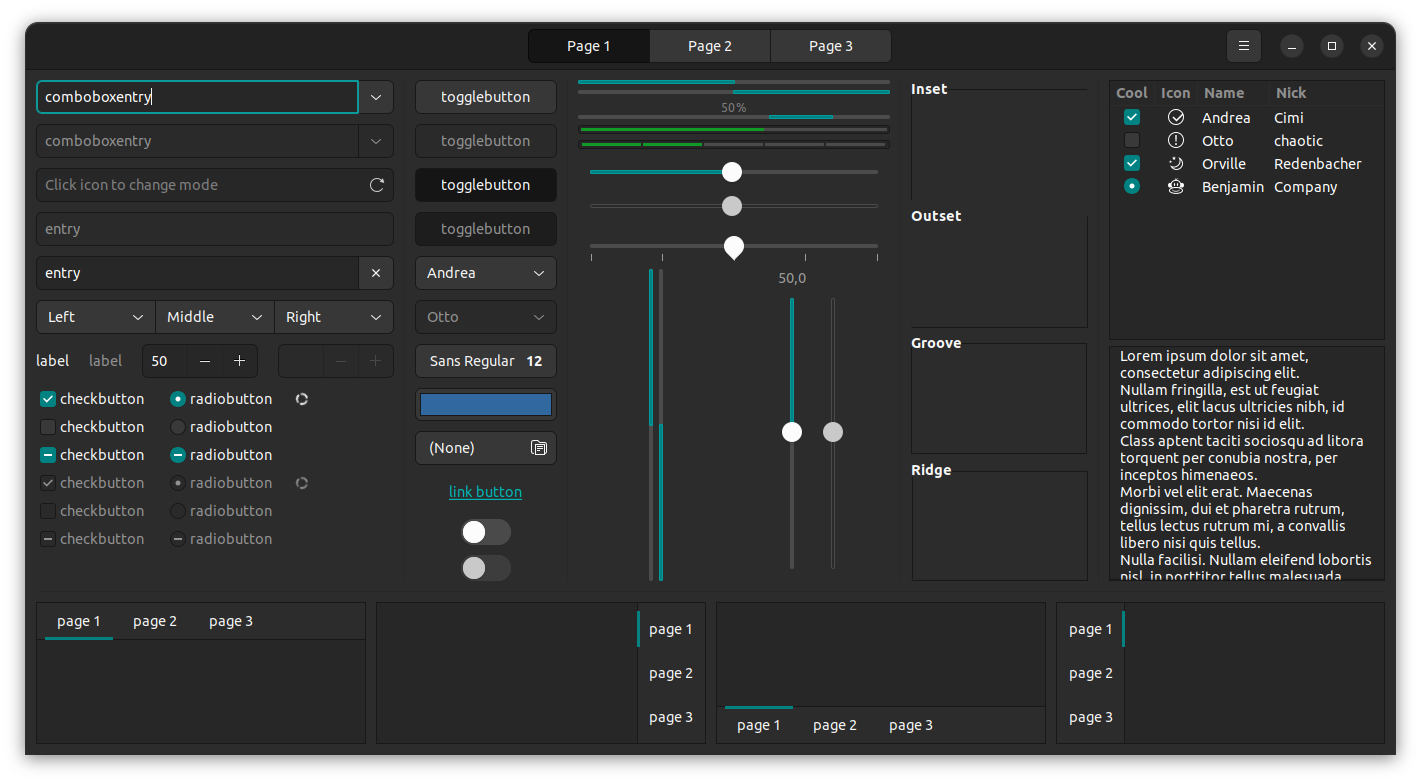 Page 1
Page 2
Page 3
comboboxentry
comboboxentry
Click icon to change mode
entry
entry
Left
Middle
Right
label
label
50
checkbutton
radiobutton
checkbutton
radiobutton
checkbutton
radiobutton
checkbutton
radiobutton
checkbutton
radiobutton
checkbutton
radiobutton
togglebutton
togglebutton
togglebutton
togglebutton
Andrea
Otto
Sans Regular 12
(None)
link button
50%
50,0
Inset
Outset
Groove
Ridge
Cool Icon Name Nick
Andrea Cimi
Otto chaotic
Orville Redenbacher
Benjamin Company
Lorem ipsum dolor sit amet,
consectetur adipiscing elit.
Nullam fringilla, est ut feugiat
ultrices, elit lacus ultricies nibh, id
commodo tortor nisi id elit.
Class aptent taciti sociosqu ad litora
torquent per conubia nostra, per
inceptos himenaeos.
Morbi vel elit erat. Maecenas
dignissim, dui et pharetra rutrum,
tellus lectus rutrum mi, a convallis
libero nisi quis tellus.
Nulla facilisi. Nullam eleifend lobortis
nisl, in porttitor tellus malesuada
page 1
page 2
page 3
page 1
page 2
page 3
page 1
page 2
page 3
page 1
page 2
page 3